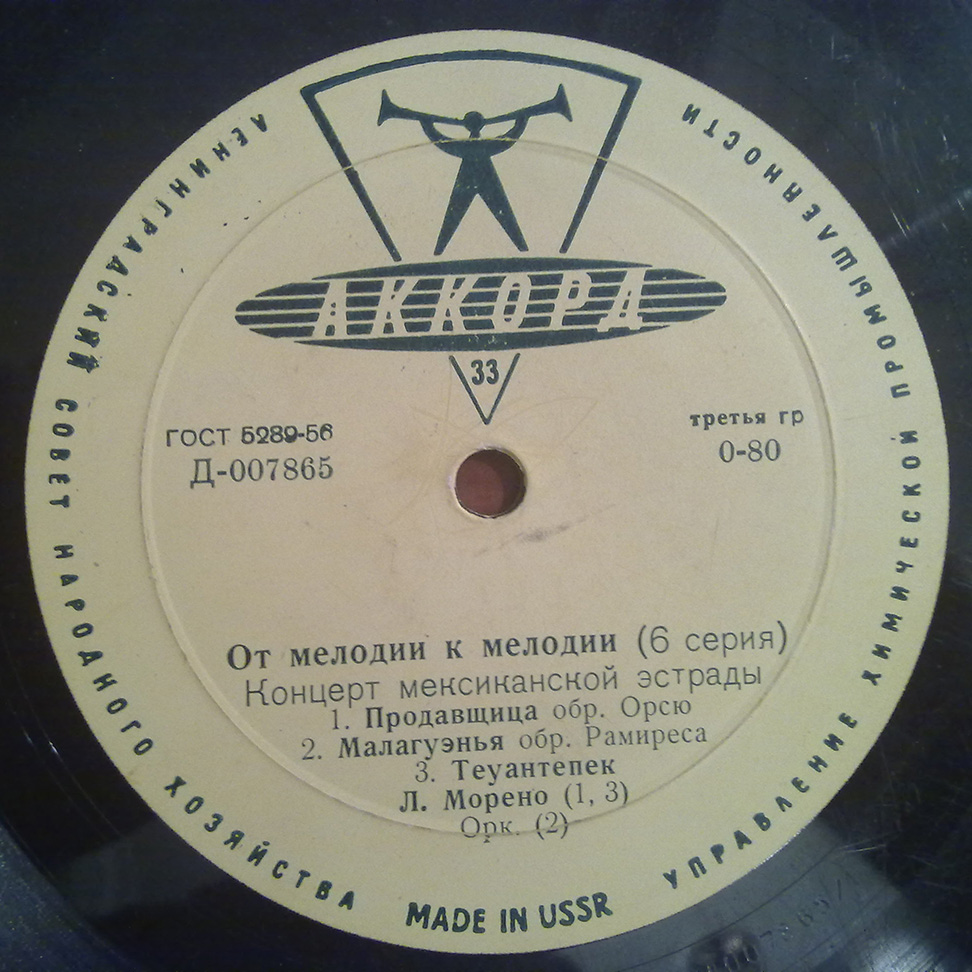 ЛЕНИНГРАДСКИЙ СОВЕТ НАРОДНОГО ХОЗЯЙСТВА
УПРАВЛЕНИЕ ХИМИЧЕСКОЙ ПРОМЫШЛЕННОСТИ
АККОРД
33
ГОСТ 5289-56
Д-007865
третья гр
0-80
От мелодии к мелодии (6 серия)
Концерт мексиканской эстрады
1. Продавщица обр. Орсю
2. Малагуэнья обр. Рамиреса
3. Теуантепек
Л. Морено (1, 3)
Орк. (2)
MADE IN USSR